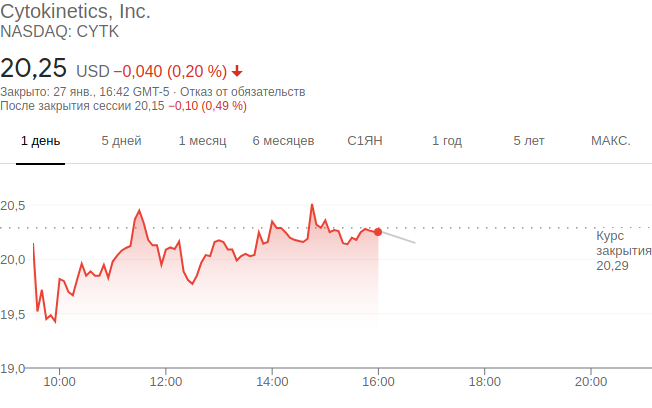 Cytokinetics, Inc.
NASDAQ: CYTK
20,25 USD −0,040 (0,20 %)
Закрыто: 27 янв., 16:42 GMT-5 · Отказ от обязательств
После закрытия сессии 20,15 −0,10 (0,49 %)
1 день 5 дней 1 месяц 6 месяцев С1ЯН 1 год 5 лет МАКС.
20,5
Курс
закрытия
20,29
20,0
19,5
19,0
10:00 12:00 14:00 16:00 18:00 20:00